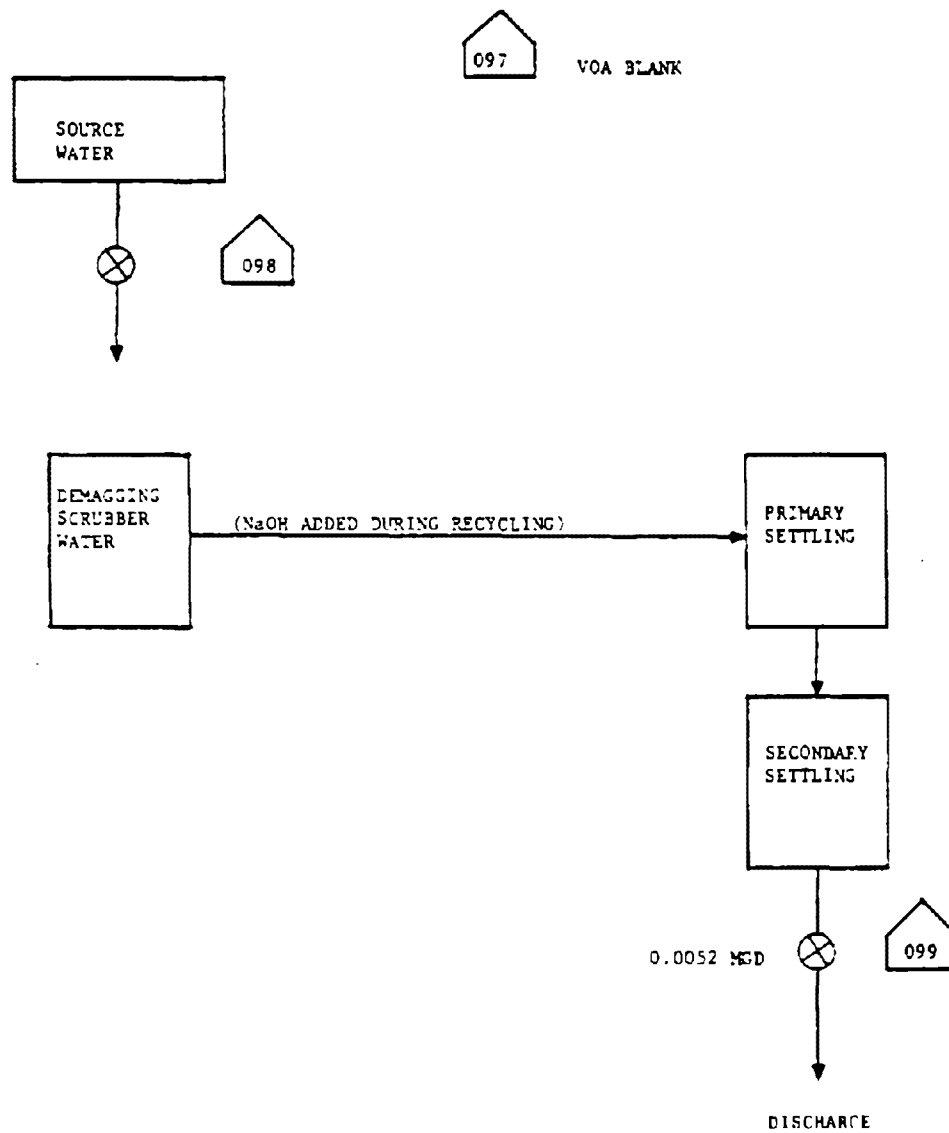 097
VOA BLANK
SOURCE
WATER
098
DEMAGGING
SCRUBBER
WATER
(NaOH ADDED DURING RECYCLING)
PRIMARY
SETTLING
SECONDARY
SETTLING
0.0052 MGD
099
DISCHARGE